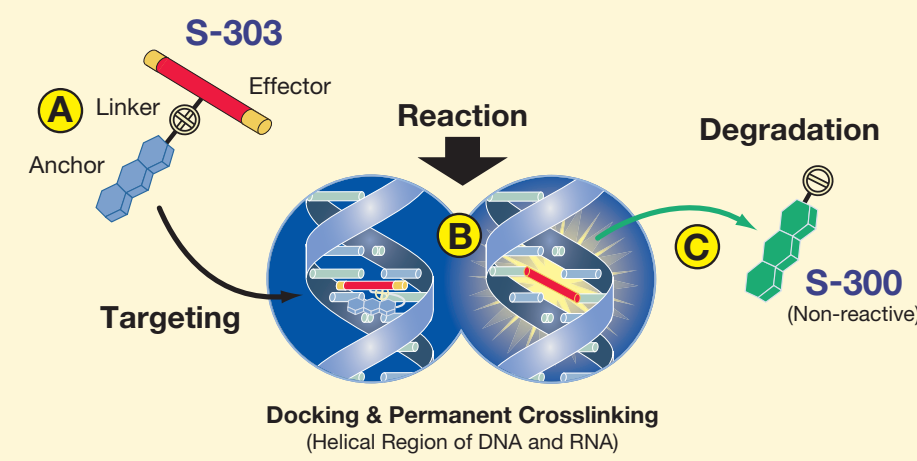 S-303
Effector
A
Linker
Anchor
Reaction
Degradation
B
C
Targeting
S-300
(Non-reactive)
Docking & Permanent Crosslinking
(Helical Region of DNA and RNA)